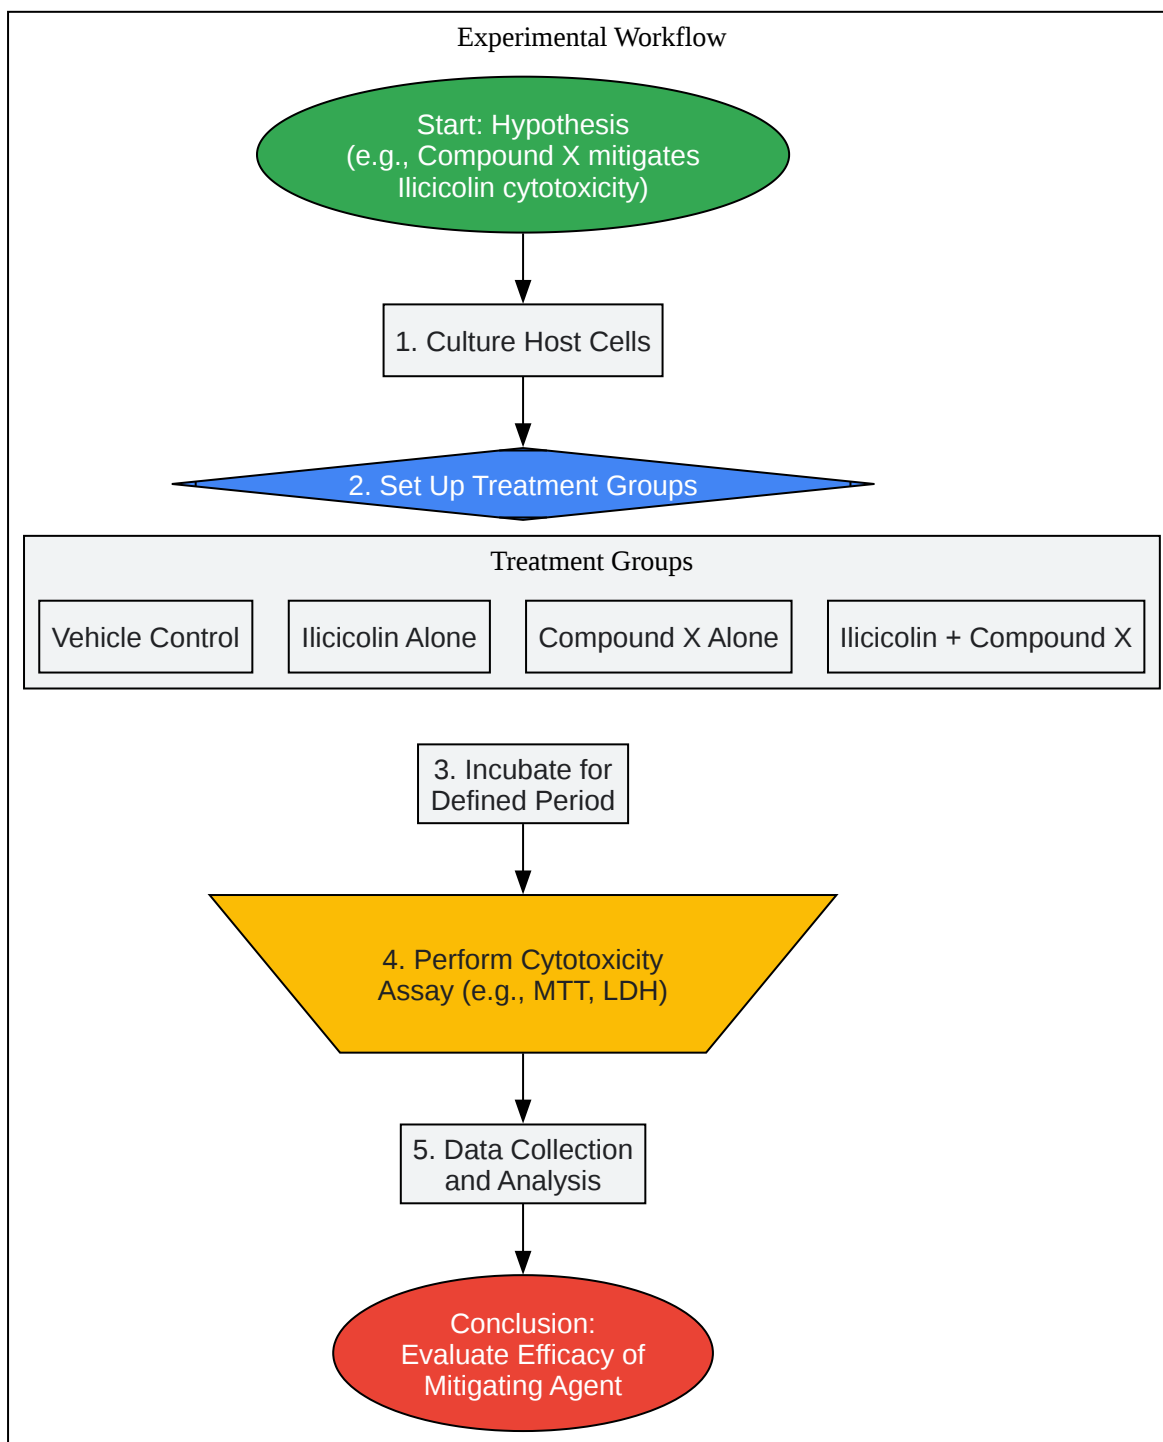 Experimental Workflow
Start: Hypothesis
(e.g., Compound X mitigates
Ilicicolin cytotoxicity)
1. Culture Host Cells
2. Set Up Treatment Groups
Treatment Groups
Vehicle Control
Ilicicolin Alone
Compound X Alone
Ilicicolin + Compound X
3. Incubate for
Defined Period
4. Perform Cytotoxicity
Assay (e.g., MTT, LDH)
5. Data Collection
and Analysis
Conclusion:
Evaluate Efficacy of
Mitigating Agent